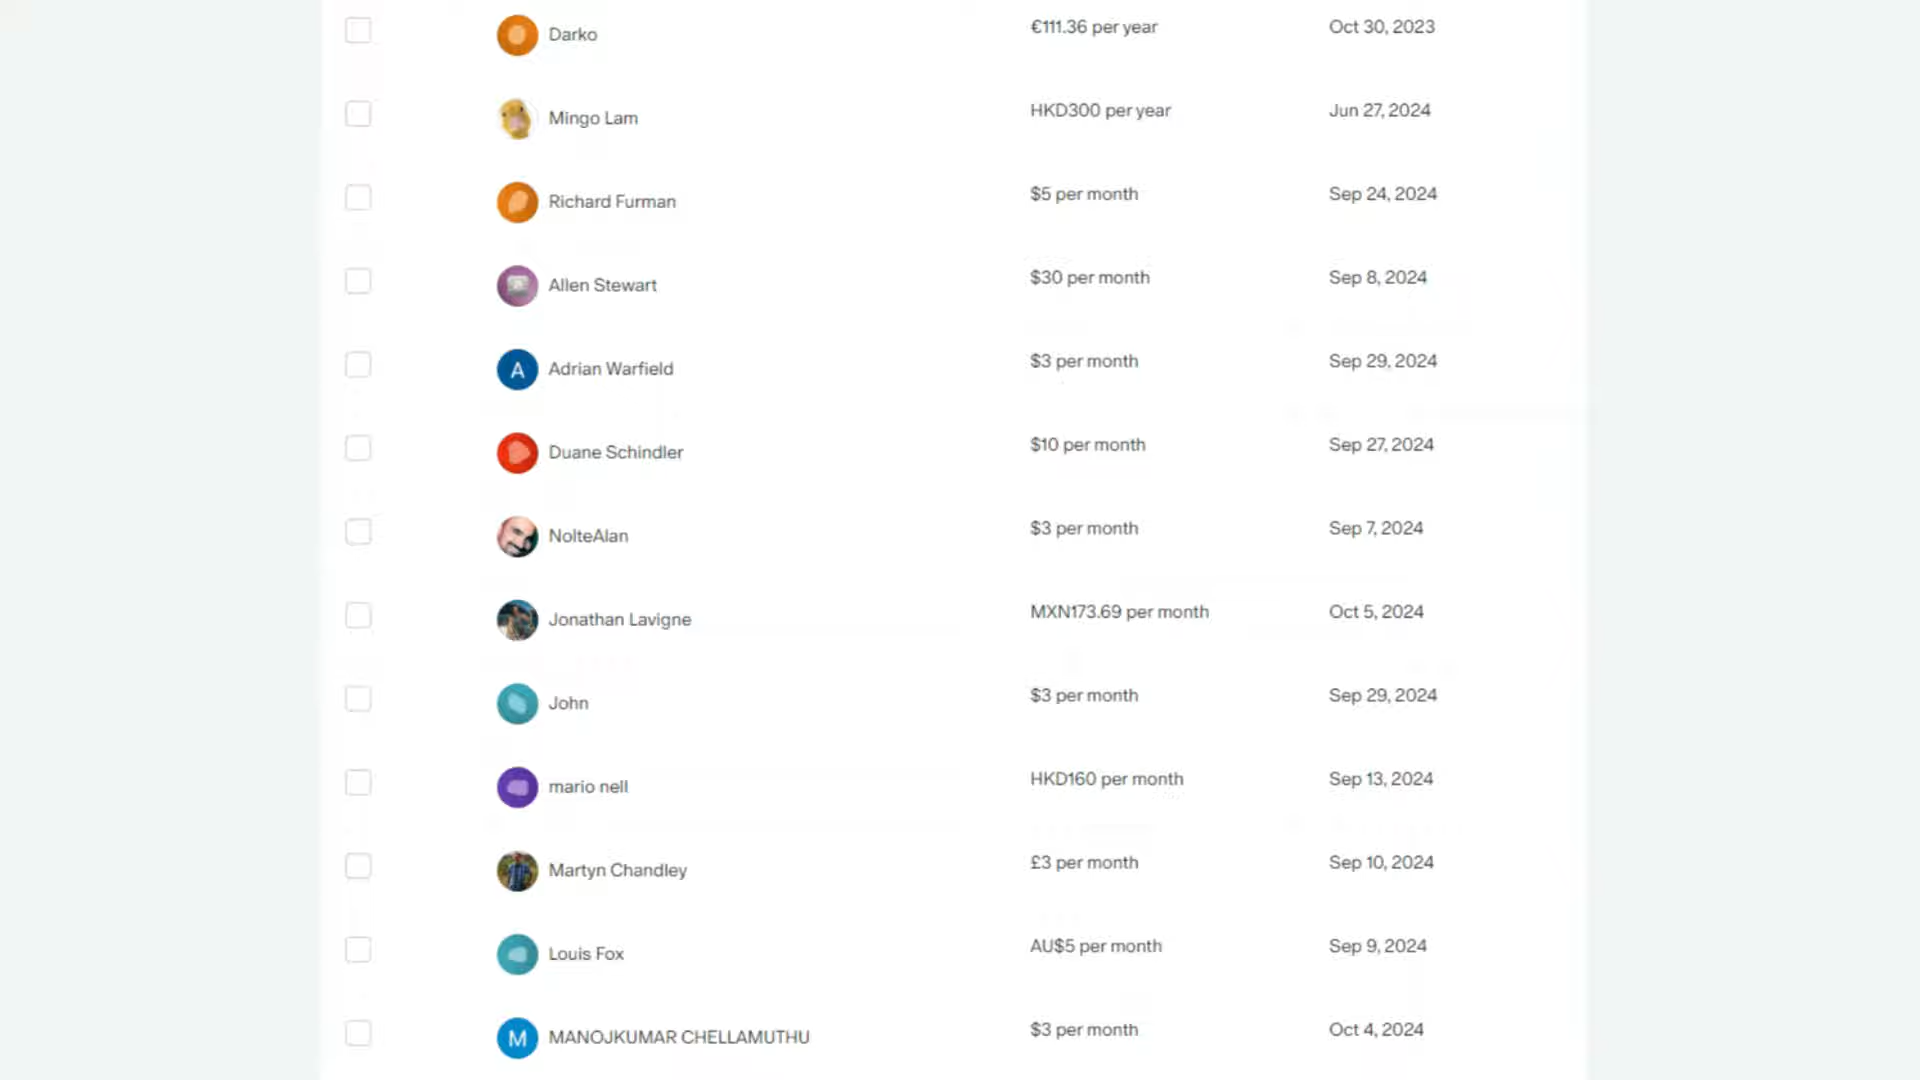 Darko €111.36 per year Oct 30, 2023
Mingo Lam HKD300 per year Jun 27, 2024
Richard Furman $5 per month Sep 24, 2024
Allen Stewart $30 per month Sep 8, 2024
A Adrian Warfield $3 per month Sep 29, 2024
Duane Schindler $10 per month Sep 27, 2024
NolteAlan $3 per month Sep 7, 2024
Jonathan Lavigne MXN173.69 per month Oct 5, 2024
John $3 per month Sep 29, 2024
mario nell HKD160 per month Sep 13, 2024
Martyn Chandley £3 per month Sep 10, 2024
Louis Fox AU$5 per month Sep 9, 2024
M MANOJKUMAR CHELLAMUTHU $3 per month Oct 4, 2024